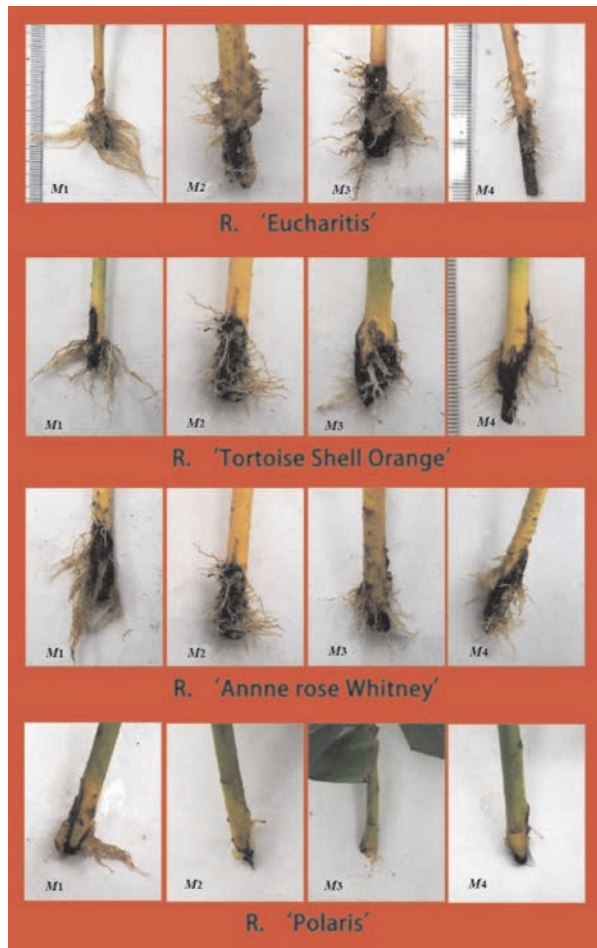 M1 M2 M3 M4
R. 'Eucharitis'
M1 M2 M3 M4
R. 'Tortoise Shell Orange'
M1 M2 M3 M4
R. 'Annne rose Whitney'
M1 M2 M3 M4
R. 'Polaris'